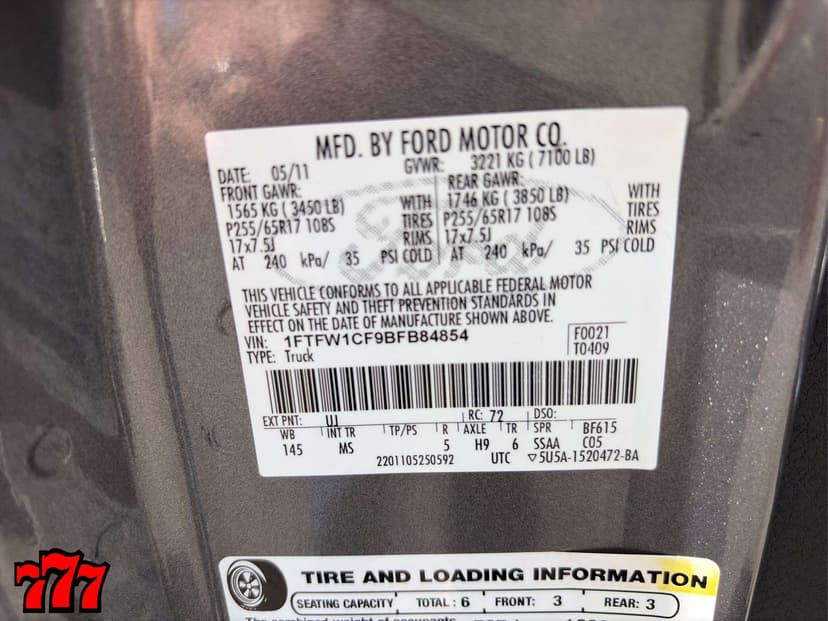 MFD. BY FORD MOTOR CO.
DATE: 05/11 GVWR: 3221 KG (7100 LB)
FRONT GAWR: REAR GAWR:
1565 KG (3450 LB) WITH 1746 KG (3850 LB) WITH
P255/65R17 108S TIRES P255/65R17 108S TIRES
17x7.5J RIMS 17x7.5J RIMS
AT 240 kPa/ 35 PSI COLD AT 240 kPa/ 35 PSI COLD
THIS VEHICLE CONFORMS TO ALL APPLICABLE FEDERAL MOTOR
VEHICLE SAFETY AND THEFT PREVENTION STANDARDS IN
EFFECT ON THE DATE OF MANUFACTURE SHOWN ABOVE.
VIN: 1FTFW1CF9BFB84854 F0021
TYPE: Truck T0409
EXT PNT: UJ RC: 72 DSO:
WB INT TR TP/PS R AXLE TR SPR BF615
145 MS 5 H9 6 SSAA C05
2201105250592 UTC ▽5U5A-1520472-BA
TIRE AND LOADING INFORMATION
SEATING CAPACITY TOTAL: 6 FRONT: 3 REAR: 3
The combined weight of occupants
777